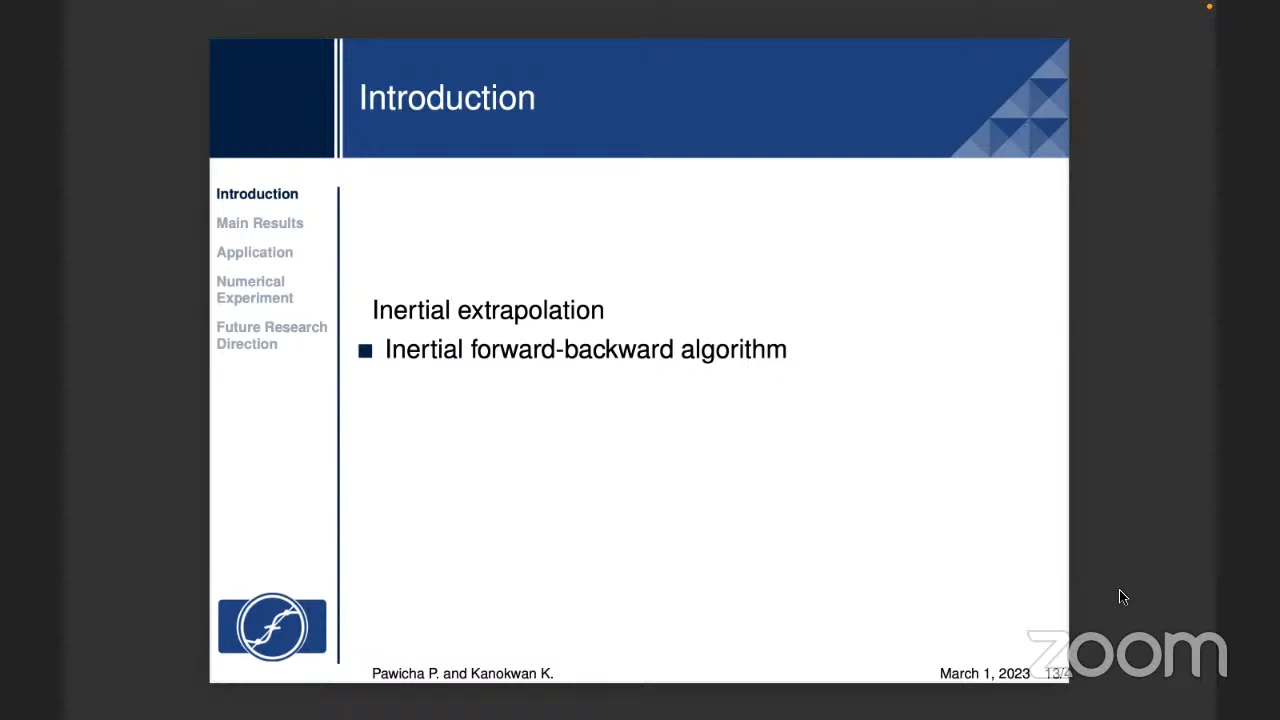 Introduction
Introduction
Main Results
Application
Numerical
Experiment
Future Research
Direction
Inertial extrapolation
Inertial forward-backward algorithm
Pawicha P. and Kanokwan K.
March 1, 2023
zoom